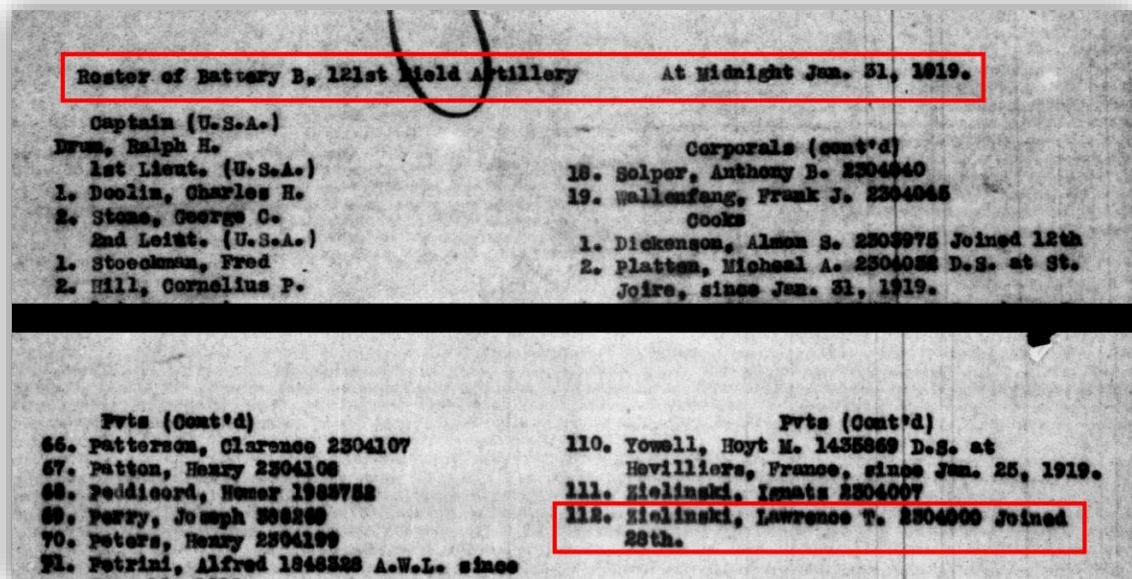 Roster of Battery B, 121st Field Artillery At Midnight Jan. 31, 1919.
Captain (U.S.A.)
Drum, Ralph H.
1st Lieut. (U.S.A.)
1. Doolin, Charles H.
2. Stone, George C.
2nd Leiut. (U.S.A.)
1. Stoeckman, Fred
2. Hill, Cornelius P.
Corporals (cont'd)
18. Solper, Anthony B. 2304040
19. Wallenfang, Frank J. 2304045
Cooks
1. Dickenson, Almon S. 2303975 Joined 12th
2. Platten, Micheal A. 2304032 D.S. at St.
Joire, since Jan. 31, 1919.
Pvts (Cont'd)
66. Patterson, Clarence 2304107
67. Patton, Henry 2304108
68. Peddicord, Homer 1983752
69. Perry, Joseph
70. Peters, Henry 2304199
71. Petrini, Alfred 1848328 A.W.L. since
Pvts (Cont'd)
110. Yowell, Hoyt M. 1435869 D.S. at
Hevilliers, France, since Jan. 25, 1919.
111. Zielinski, Ignatz 2304007
112. Zielinski, Lawrence T. 2304000 Joined
28th.